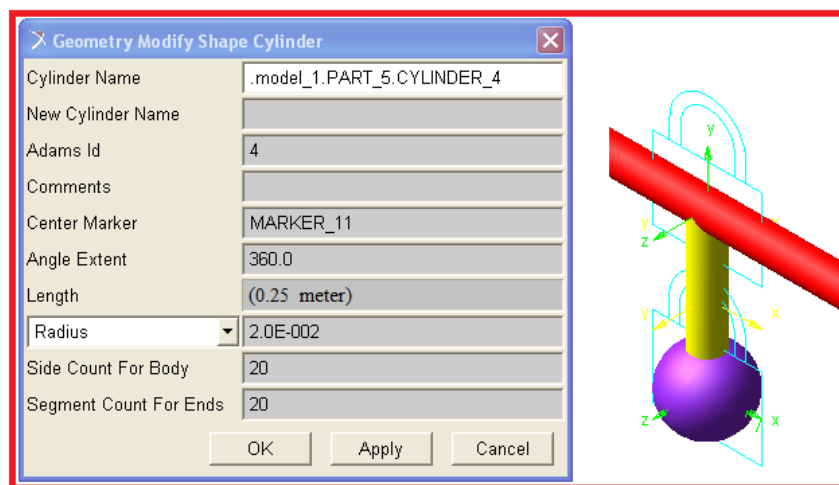 Geometry Modify Shape Cylinder
Cylinder Name .model_1.PART_5.CYLINDER_4
New Cylinder Name
Adams Id 4
Comments
Center Marker MARKER_11
Angle Extent 360.0
Length (0.25 meter)
Radius 2.0E-002
Side Count For Body 20
Segment Count For Ends 20
OK Apply Cancel
y
y x
z
y x
z x